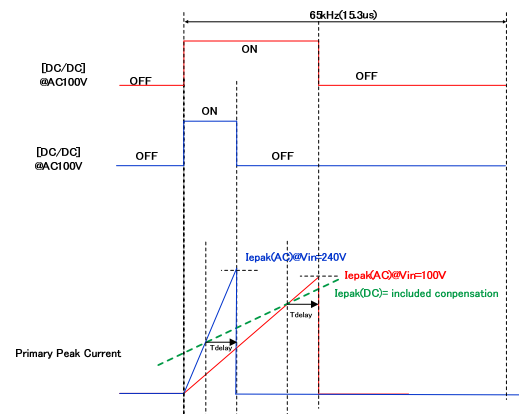 65kHz(15.3us)
[DC/DC]
@AC100V
OFF
ON
OFF
[DC/DC]
@AC100V
OFF
ON
OFF
Iepak(AC)@Vin=240V
Iepak(AC)@Vin=100V
Iepak(DC)= included conpensation
Tdelay
Tdelay
Primary Peak Current